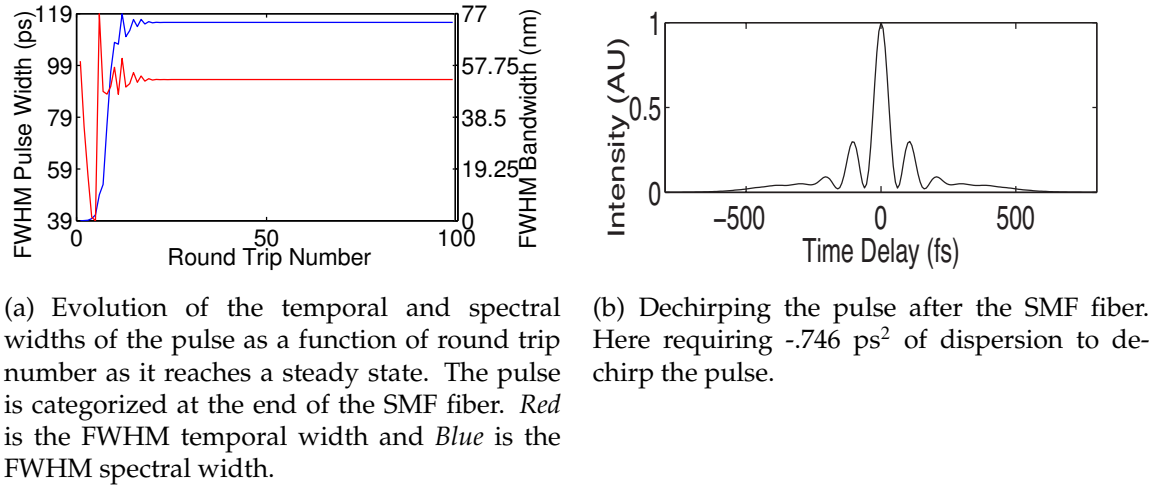 119
99
79
59
39
FWHM Pulse Width (ps)
77
57.75
38.5
19.25
0
FWHM Bandwidth (nm)
0
50
100
Round Trip Number
1
0.5
0
Intensity (AU)
−500
0
500
Time Delay (fs)
(a) Evolution of the temporal and spectral
widths of the pulse as a function of round trip
number as it reaches a steady state. The pulse
is categorized at the end of the SMF fiber. Red
is the FWHM temporal width and Blue is the
FWHM spectral width.
(b) Dechirping the pulse after the SMF fiber.
Here requiring -.746 ps² of dispersion to de-
chirp the pulse.